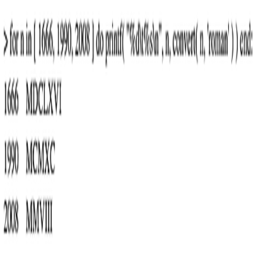 > for n in [ 1666, 1990, 2008 ] do printf( "%d\t%s\n", n, convert( n, 'roman' ) ) end:
1666 MDCLXVI
1990 MCMXC
2008 MMVIII